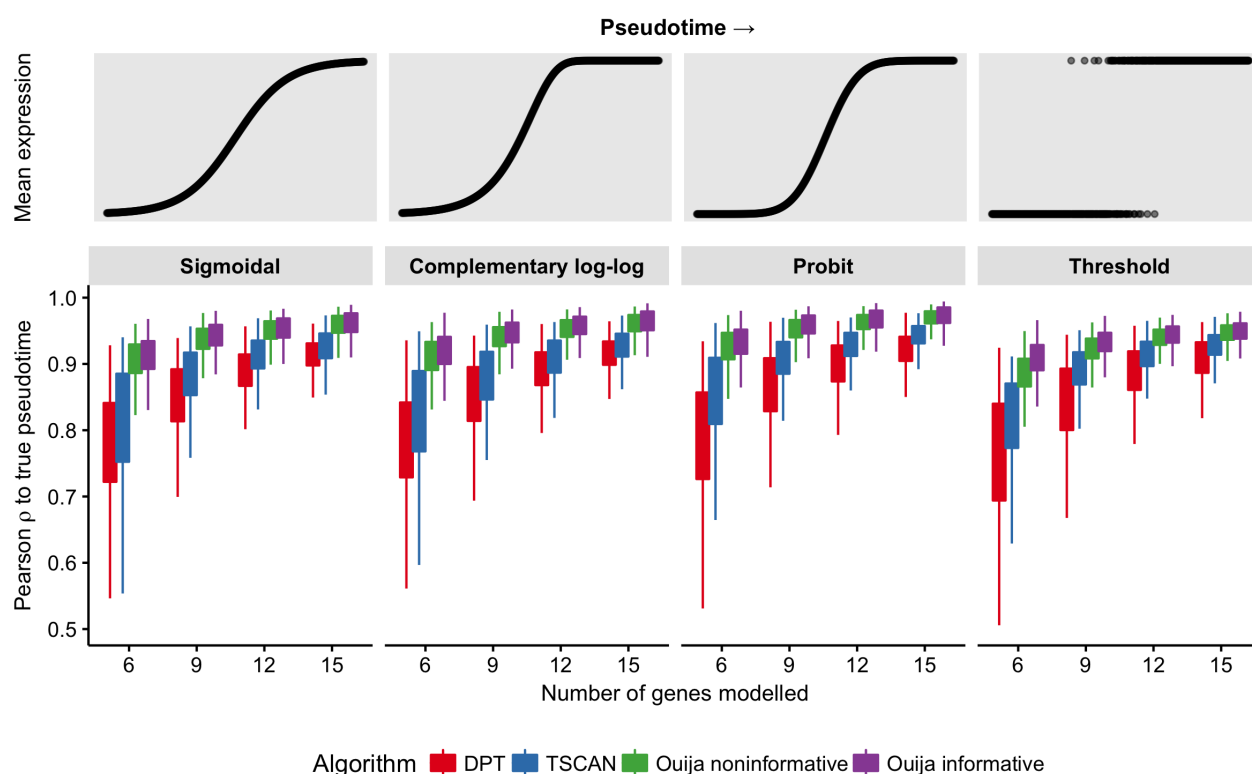 Pseudotime →
Mean expression
Sigmoidal
Complementary log-log
Probit
Threshold
Pearson ρ to true pseudotime
1.0
0.9
0.8
0.7
0.6
0.5
6 9 12 15
6 9 12 15
6 9 12 15
6 9 12 15
Number of genes modelled
Algorithm DPT TSCAN Ouija noninformative Ouija informative